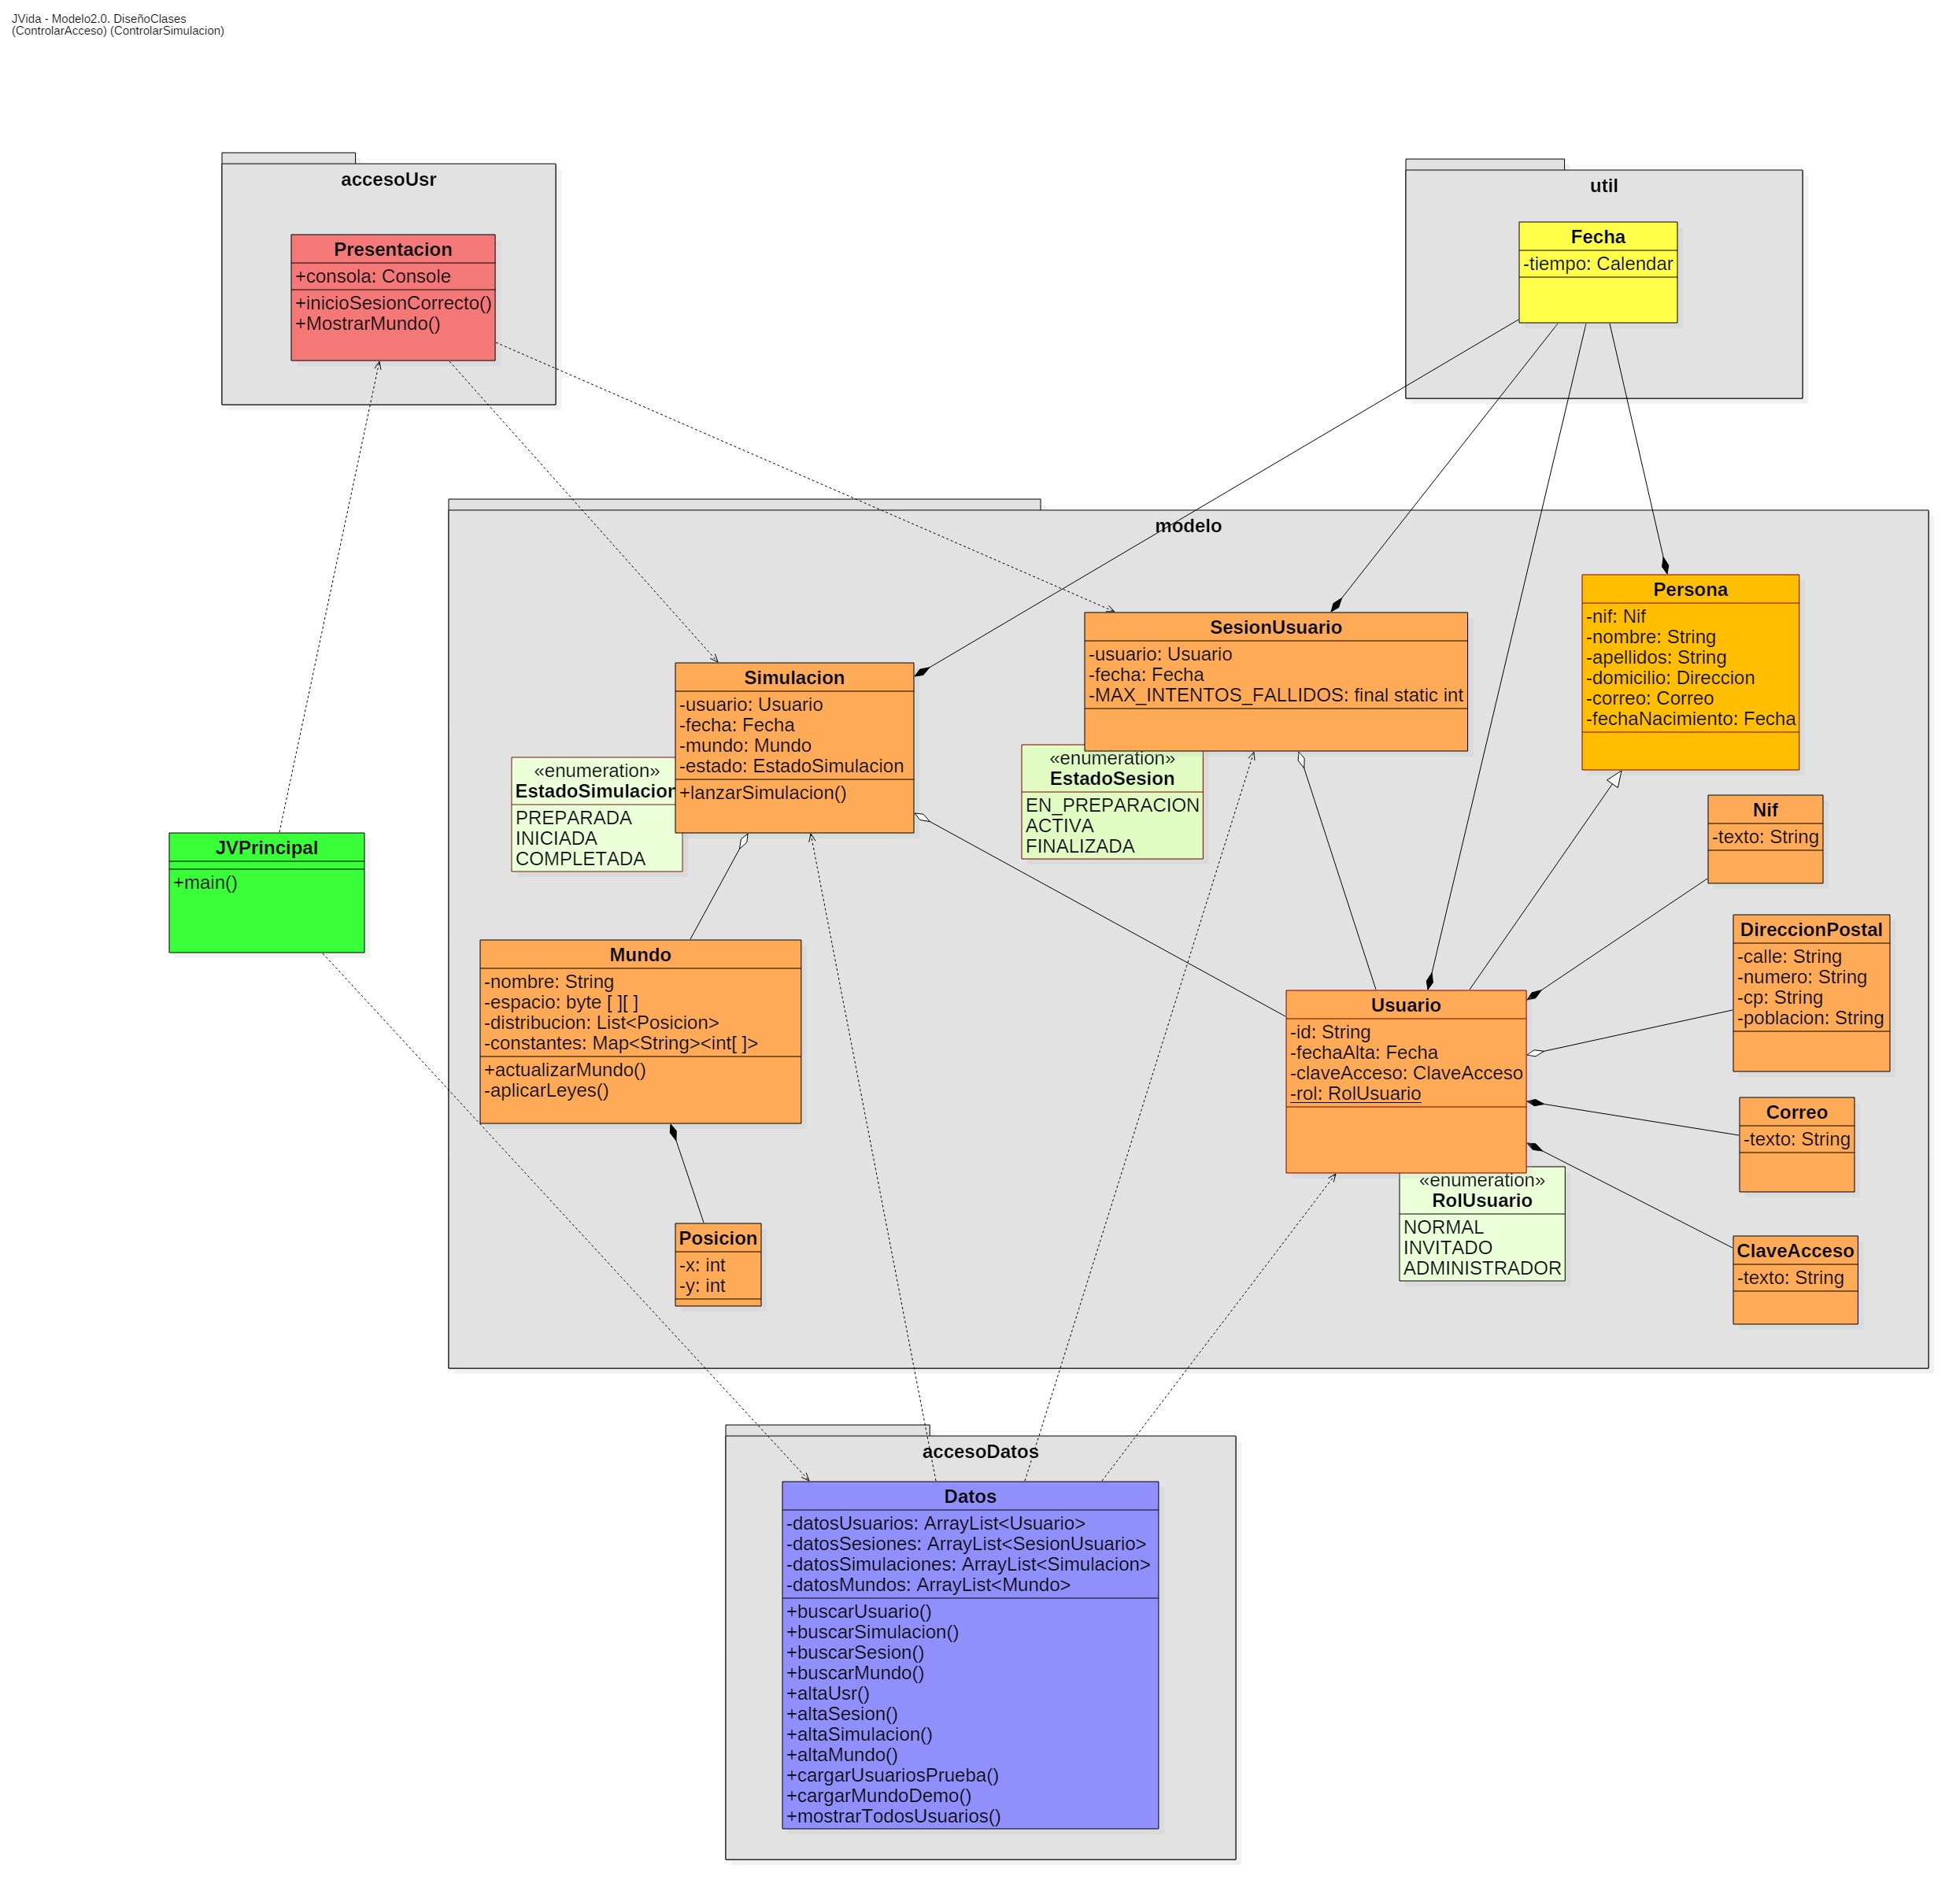 JVida - Modelo2.0. DiseñoClases
(ControlarAcceso) (ControlarSimulacion)
accesoUsr
Presentacion
+consola: Console
+inicioSesionCorrecto()
+MostrarMundo()
util
Fecha
-tiempo: Calendar
modelo
Persona
-nif: Nif
-nombre: String
-apellidos: String
-domicilio: Direccion
-correo: Correo
-fechaNacimiento: Fecha
SesionUsuario
-usuario: Usuario
-fecha: Fecha
-MAX_INTENTOS_FALLIDOS: final static int
Simulacion
-usuario: Usuario
-fecha: Fecha
-mundo: Mundo
-estado: EstadoSimulacion
+lanzarSimulacion()
«enumeration»
EstadoSimulacion
PREPARADA
INICIADA
COMPLETADA
«enumeration»
EstadoSesion
EN_PREPARACION
ACTIVA
FINALIZADA
Nif
-texto: String
JVPrincipal
+main()
DireccionPostal
-calle: String
-numero: String
-cp: String
-poblacion: String
Mundo
-nombre: String
-espacio: byte [ ][ ]
-distribucion: List<Posicion>
-constantes: Map<String><int[ ]>
+actualizarMundo()
-aplicarLeyes()
Usuario
-id: String
-fechaAlta: Fecha
-claveAcceso: ClaveAcceso
-rol: RolUsuario
Correo
-texto: String
«enumeration»
RolUsuario
NORMAL
INVITADO
ADMINISTRADOR
Posicion
-x: int
-y: int
ClaveAcceso
-texto: String
accesoDatos
Datos
-datosUsuarios: ArrayList<Usuario>
-datosSesiones: ArrayList<SesionUsuario>
-datosSimulaciones: ArrayList<Simulacion>
-datosMundos: ArrayList<Mundo>
+buscarUsuario()
+buscarSimulacion()
+buscarSesion()
+buscarMundo()
+altaUsr()
+altaSesion()
+altaSimulacion()
+altaMundo()
+cargarUsuariosPrueba()
+cargarMundoDemo()
+mostrarTodosUsuarios()